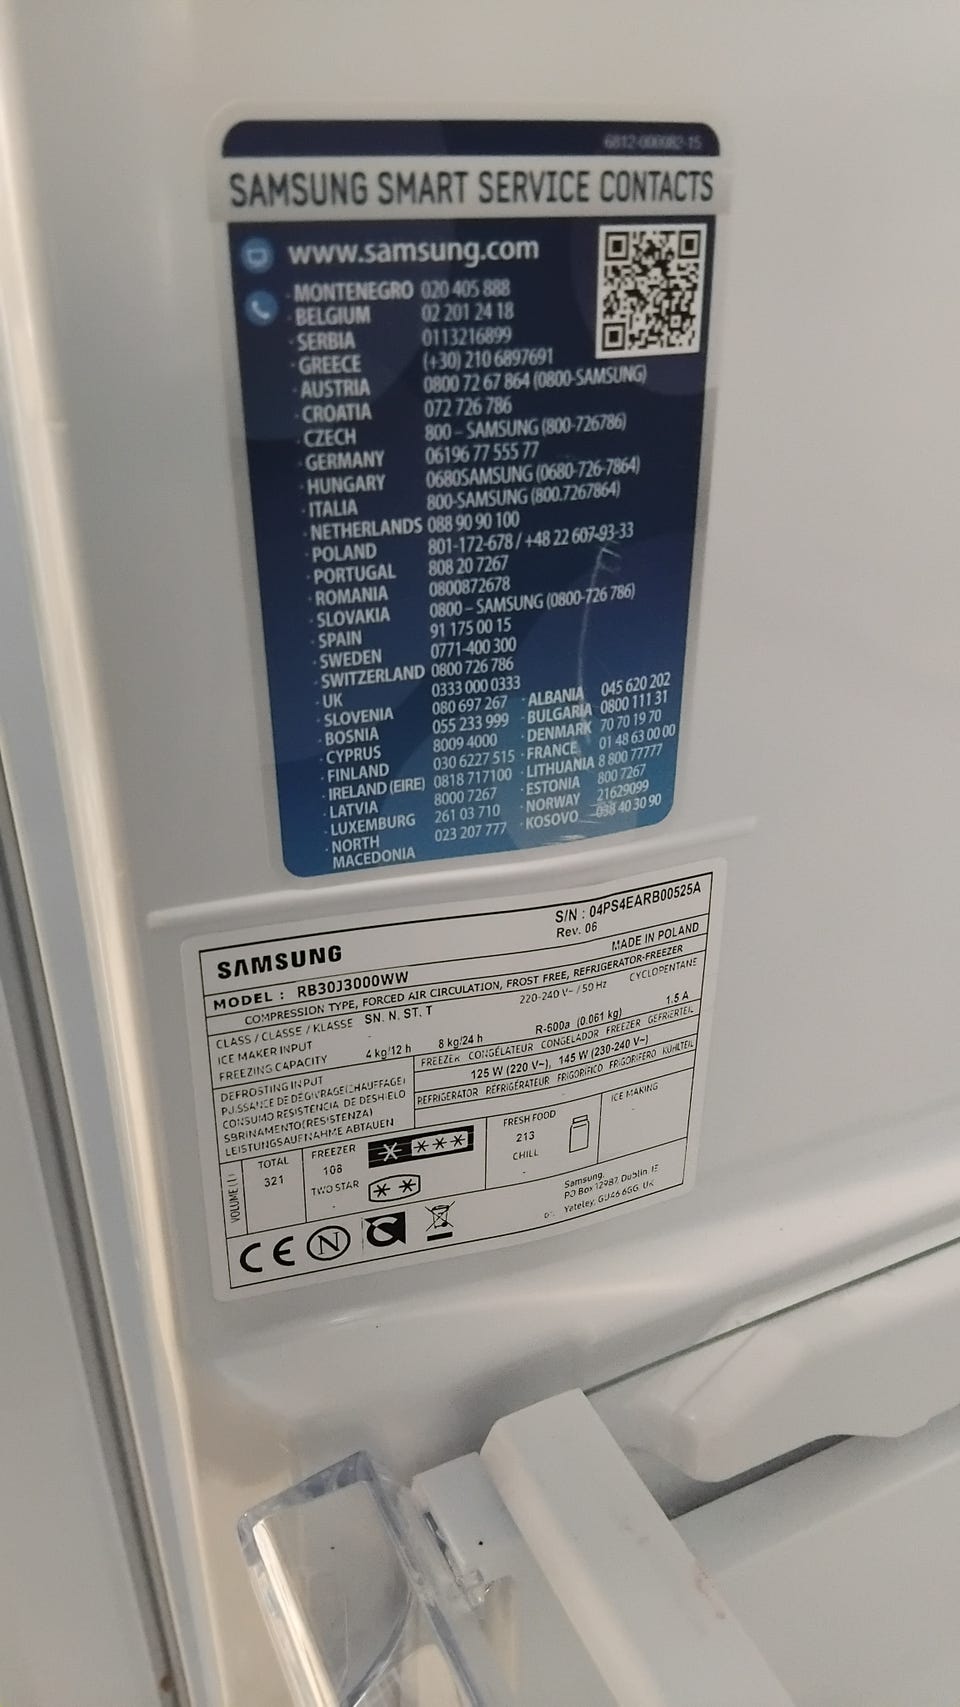 6812-000082-15
SAMSUNG SMART SERVICE CONTACTS
www.samsung.com
· MONTENEGRO 020 405 888
· BELGIUM 02 201 24 18
· SERBIA 0113216899
· GREECE (+30) 210 6897691
· AUSTRIA 0800 72 67 864 (0800-SAMSUNG)
· CROATIA 072 726 786
· CZECH 800 – SAMSUNG (800-726786)
· GERMANY 06196 77 555 77
· HUNGARY 0680SAMSUNG (0680-726-7864)
· ITALIA 800-SAMSUNG (800.7267864)
· NETHERLANDS 088 90 90 100
· POLAND 801-172-678 / +48 22 607-93-33
· PORTUGAL 808 20 7267
· ROMANIA 0800872678
· SLOVAKIA 0800 – SAMSUNG (0800-726 786)
· SPAIN 91 175 00 15
· SWEDEN 0771-400 300
· SWITZERLAND 0800 726 786
· UK 0333 000 0333
· SLOVENIA 080 697 267
· BOSNIA 055 233 999
· CYPRUS 8009 4000
· FINLAND 030 6227 515
· IRELAND (EIRE) 0818 717100
· LATVIA 8000 7267
· LUXEMBURG 261 03 710
· NORTH MACEDONIA 023 207 777
· ALBANIA 045 620 202
· BULGARIA 0800 111 31
· DENMARK 70 70 19 70
· FRANCE 01 48 63 00 00
· LITHUANIA 8 800 77777
· ESTONIA 800 7267
· NORWAY 21629099
· KOSOVO 038 40 30 90
SAMSUNG
S/N : 04PS4EARB00525A
Rev. 06
MODEL : RB30J3000WW
MADE IN POLAND
COMPRESSION TYPE, FORCED AIR CIRCULATION, FROST FREE, REFRIGERATOR-FREEZER
CLASS / CLASSE / KLASSE SN, N, ST, T 220-240 V~ / 50 Hz CYCLOPENTANE
ICE MAKER INPUT - R-600a (0.061 kg) 1.5 A
FREEZING CAPACITY 4 kg/12 h 8 kg/24 h
DEFROSTING INPUT
PUISSANCE DE DÉGIVRAGE(CHAUFFAGE)
CONSUMO RESISTENCIA DE DESHIELO
SBRINAMENTO(RESISTENZA)
LEISTUNGSAUFNAHME ABTAUEN
FREEZER CONGÉLATEUR CONGELADOR FREEZER GEFRIERTEIL
125 W (220 V~), 145 W (230-240 V~)
REFRIGERATOR RÉFRIGÉRATEUR FRIGORÍFICO FRIGORIFERO KÜHLTEIL
-
VOLUME (L)
TOTAL
321
FREEZER
108
TWO STAR
-
FRESH FOOD
213
CHILL
-
ICE MAKING
-
Samsung,
PO Box 12987, Dublin. IE
Yateley, GU46 6GG. UK
CE N